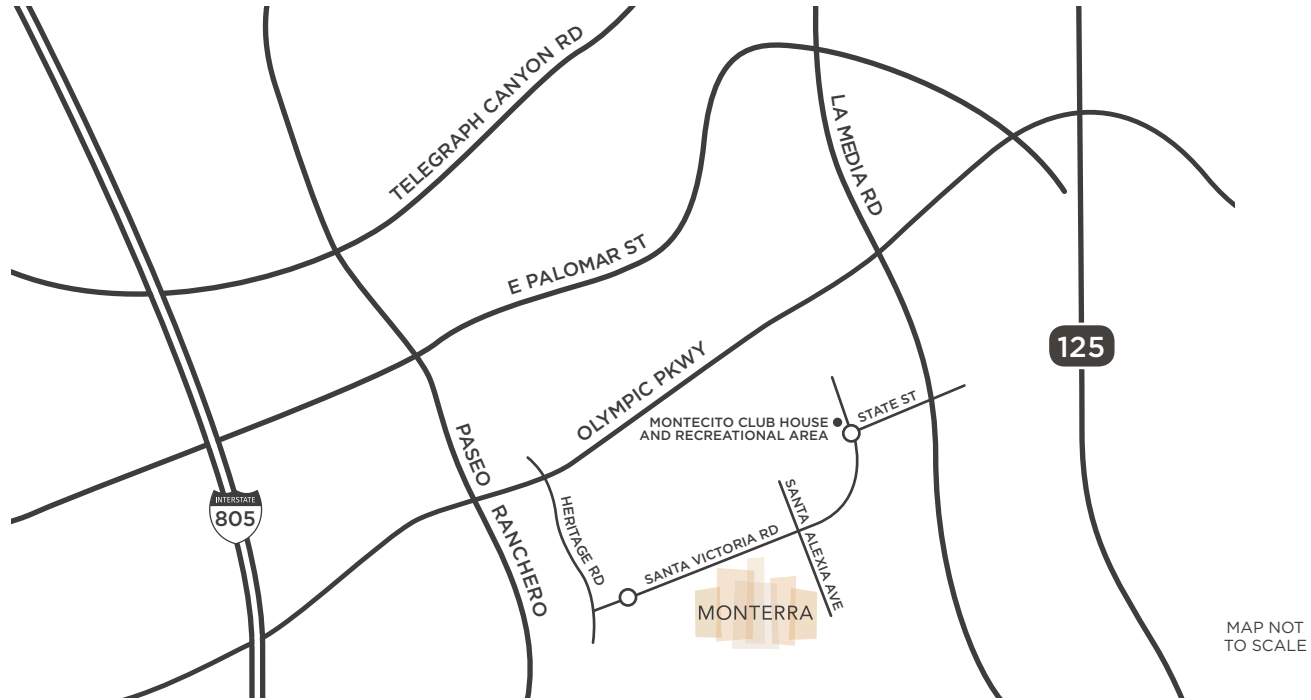 TELEGRAPH CANYON RD
LA MEDIA RD
E PALOMAR ST
125
OLYMPIC PKWY
STATE ST
MONTECITO CLUB HOUSE
AND RECREATIONAL AREA
PASEO
RANCHERO
INTERSTATE
805
HERITAGE RD
SANTA VICTORIA RD
SANTA ALEXIA AVE
MONTERRA
MAP NOT
TO SCALE